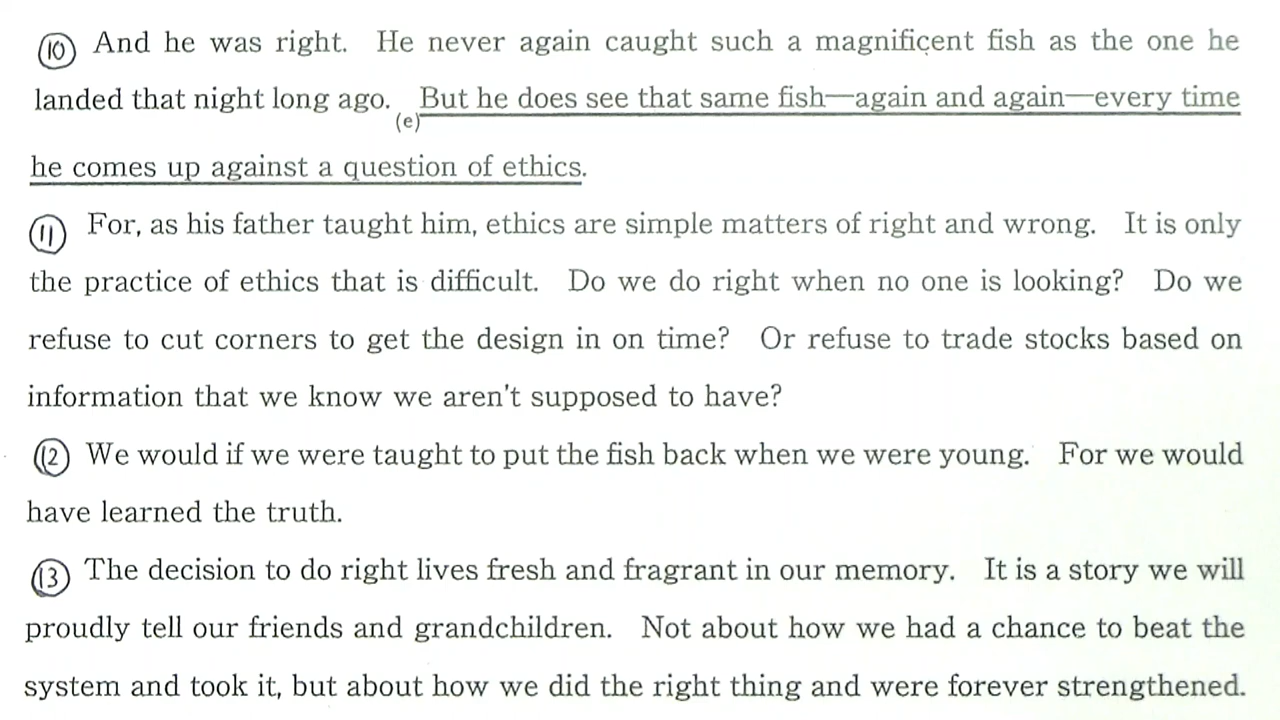 ⑩ And he was right. He never again caught such a magnificent fish as the one he
landed that night long ago. (e) But he does see that same fish—again and again—every time
he comes up against a question of ethics.
⑪ For, as his father taught him, ethics are simple matters of right and wrong. It is only
the practice of ethics that is difficult. Do we do right when no one is looking? Do we
refuse to cut corners to get the design in on time? Or refuse to trade stocks based on
information that we know we aren't supposed to have?
⑫ We would if we were taught to put the fish back when we were young. For we would
have learned the truth.
⑬ The decision to do right lives fresh and fragrant in our memory. It is a story we will
proudly tell our friends and grandchildren. Not about how we had a chance to beat the
system and took it, but about how we did the right thing and were forever strengthened.